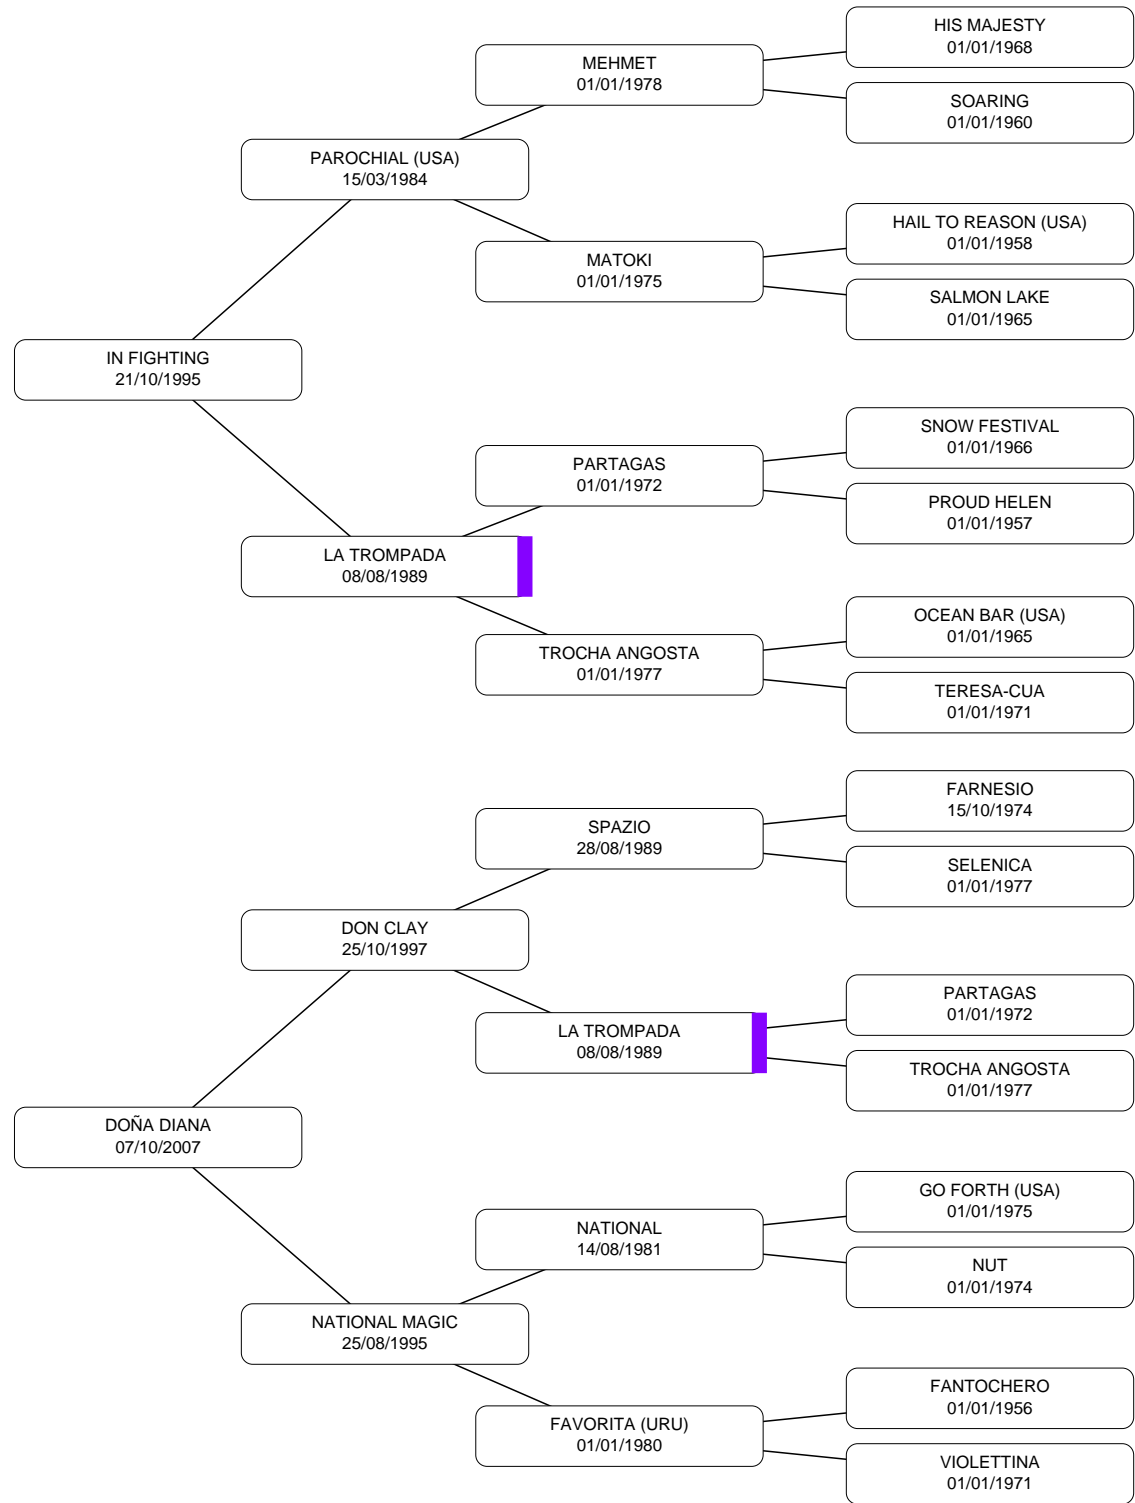 HIS MAJESTY
01/01/1968
MEHMET
01/01/1978
SOARING
01/01/1960
PAROCHIAL (USA)
15/03/1984
HAIL TO REASON (USA)
01/01/1958
MATOKI
01/01/1975
SALMON LAKE
01/01/1965
IN FIGHTING
21/10/1995
SNOW FESTIVAL
01/01/1966
PARTAGAS
01/01/1972
PROUD HELEN
01/01/1957
LA TROMPADA
08/08/1989
OCEAN BAR (USA)
01/01/1965
TROCHA ANGOSTA
01/01/1977
TERESA-CUA
01/01/1971
FARNESIO
15/10/1974
SPAZIO
28/08/1989
SELENICA
01/01/1977
DON CLAY
25/10/1997
PARTAGAS
01/01/1972
LA TROMPADA
08/08/1989
TROCHA ANGOSTA
01/01/1977
DOÑA DIANA
07/10/2007
GO FORTH (USA)
01/01/1975
NATIONAL
14/08/1981
NUT
01/01/1974
NATIONAL MAGIC
25/08/1995
FANTOCHERO
01/01/1956
FAVORITA (URU)
01/01/1980
VIOLETTINA
01/01/1971